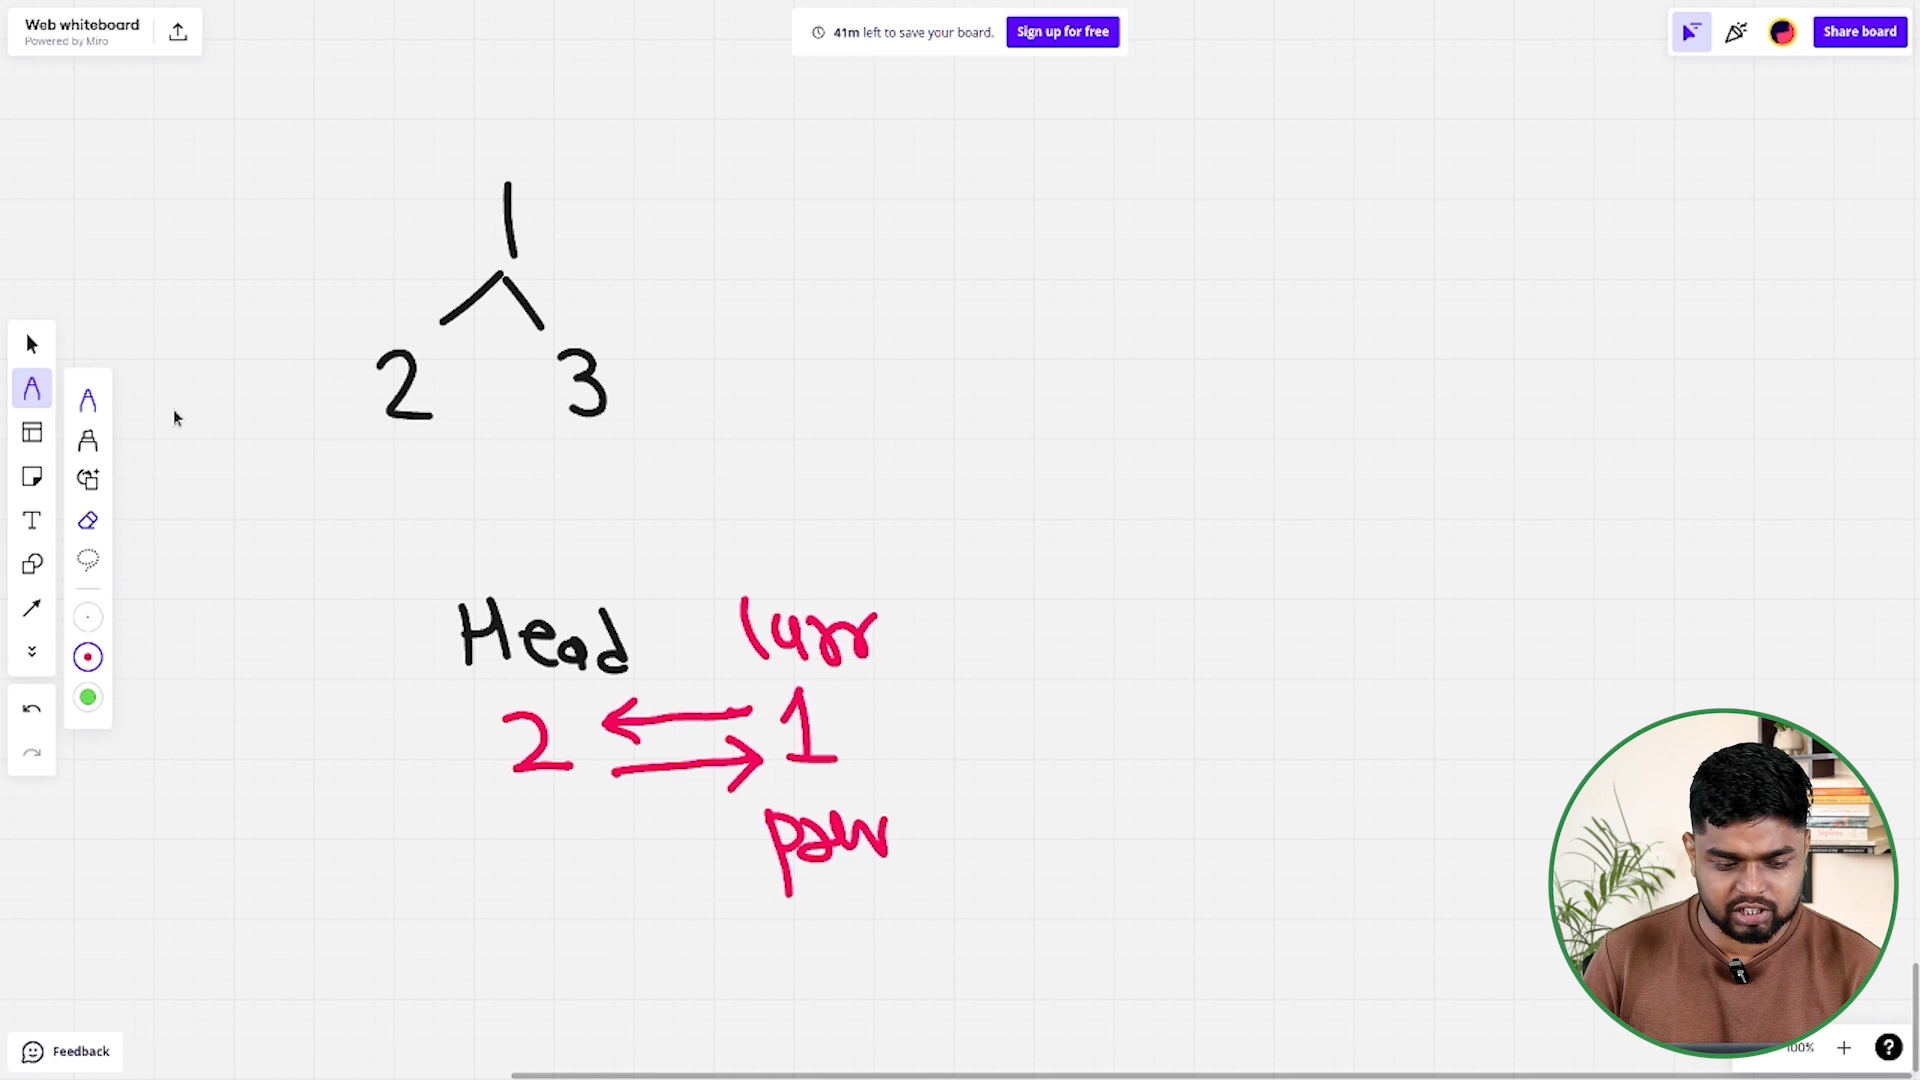 Web whiteboard
Powered by Miro
41m left to save your board.
Sign up for free
Share board
1
2 3
Head Curr
2 1
prev
Feedback
100%
?